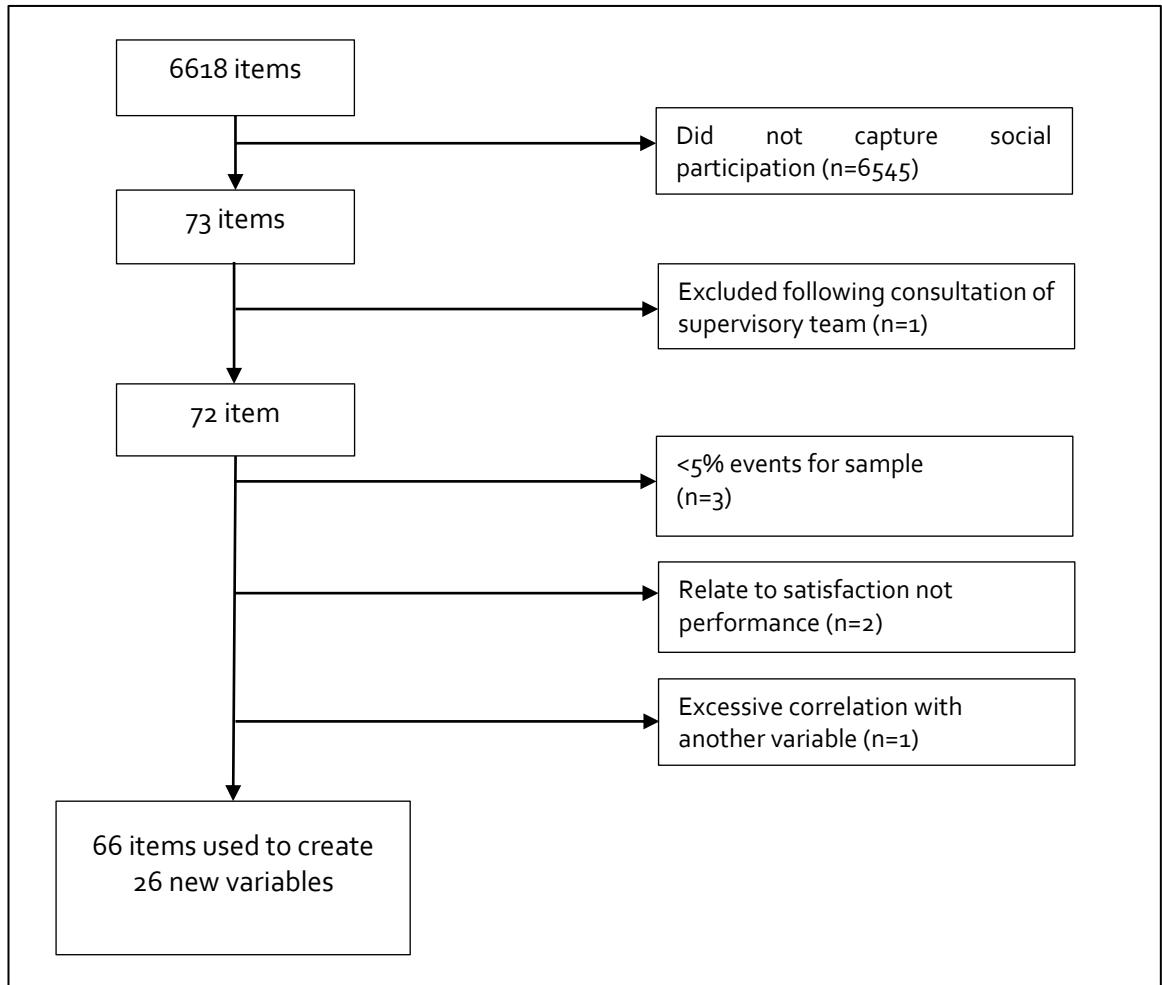 6618 items
Did not capture social
participation (n=6545)
73 items
Excluded following consultation of
supervisory team (n=1)
72 item
<5% events for sample
(n=3)
Relate to satisfaction not
performance (n=2)
Excessive correlation with
another variable (n=1)
66 items used to create
26 new variables